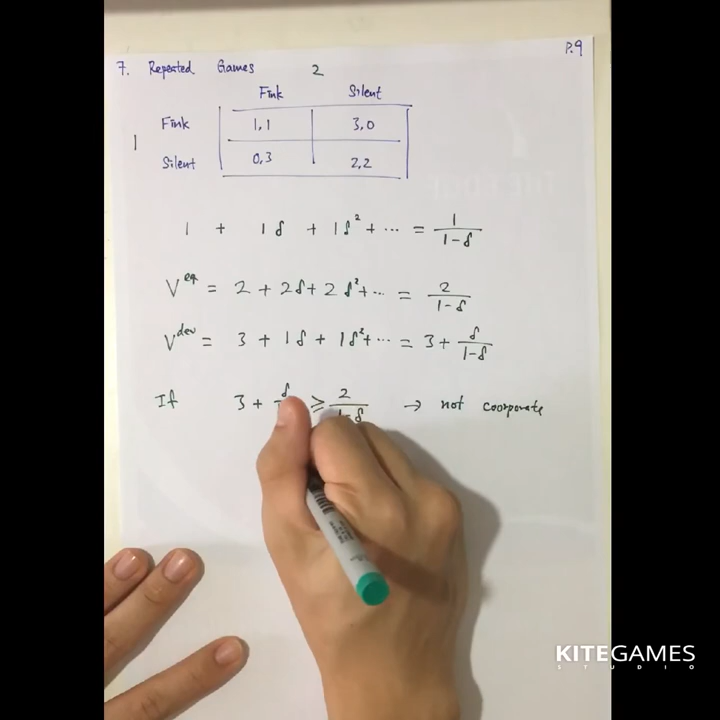 P.9
7. Repeated Games 2
Fink Silent
Fink 1,1 3,0
1
Silent 0,3 2,2
1 + 1δ + 1δ² + ... = 1/(1-δ)
V^eq = 2 + 2δ + 2δ² + ... = 2/(1-δ)
V^dev = 3 + 1δ + 1δ² + ... = 3 + δ/(1-δ)
If 3 + δ ≥ 2/(1-δ) → not coorporate
KITEGAMES
STUDIO